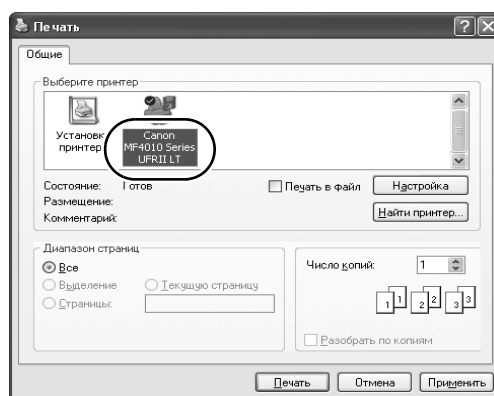 Печать
Общие
Выберите принтер
Установк
принтер
Canon
MF4010 Series
UFRII LT
Состояние: Готов
Печать в файл
Настройка
Размещение:
Комментарий:
Найти принтер...
Диапазон страниц
Все
Выделение
Текущую страницу
Страницы:
Число копий: 1
1 1 2 2 3 3
Разобрать по копиям
Печать
Отмена
Применить